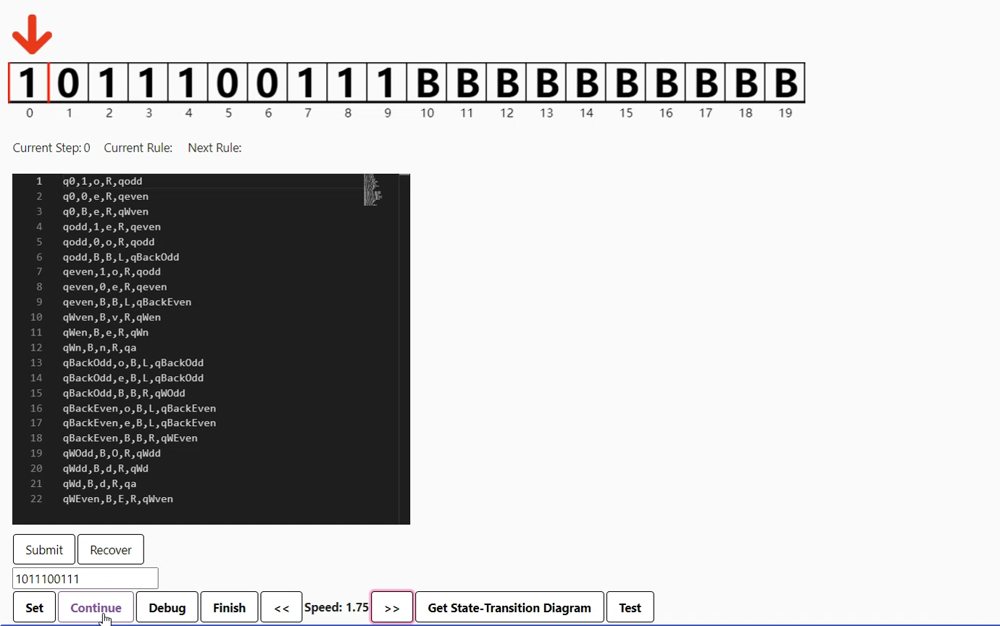 1 0 1 1 1 0 0 1 1 1 B B B B B B B B B B
0 1 2 3 4 5 6 7 8 9 10 11 12 13 14 15 16 17 18 19
Current Step: 0 Current Rule: Next Rule:
1 q0,1,o,R,qodd
2 q0,0,e,R,qeven
3 q0,B,e,R,qWven
4 qodd,1,e,R,qeven
5 qodd,0,o,R,qodd
6 qodd,B,B,L,qBackOdd
7 qeven,1,o,R,qodd
8 qeven,0,e,R,qeven
9 qeven,B,B,L,qBackEven
10 qWven,B,v,R,qWen
11 qWen,B,e,R,qWn
12 qWn,B,n,R,qa
13 qBackOdd,o,B,L,qBackOdd
14 qBackOdd,e,B,L,qBackOdd
15 qBackOdd,B,B,R,qWOdd
16 qBackEven,o,B,L,qBackEven
17 qBackEven,e,B,L,qBackEven
18 qBackEven,B,B,R,qWEven
19 qWOdd,B,O,R,qWdd
20 qWdd,B,d,R,qWd
21 qWd,B,d,R,qa
22 qWEven,B,E,R,qWven
Submit Recover
1011100111
Set Continue Debug Finish << Speed: 1.75 >> Get State-Transition Diagram Test